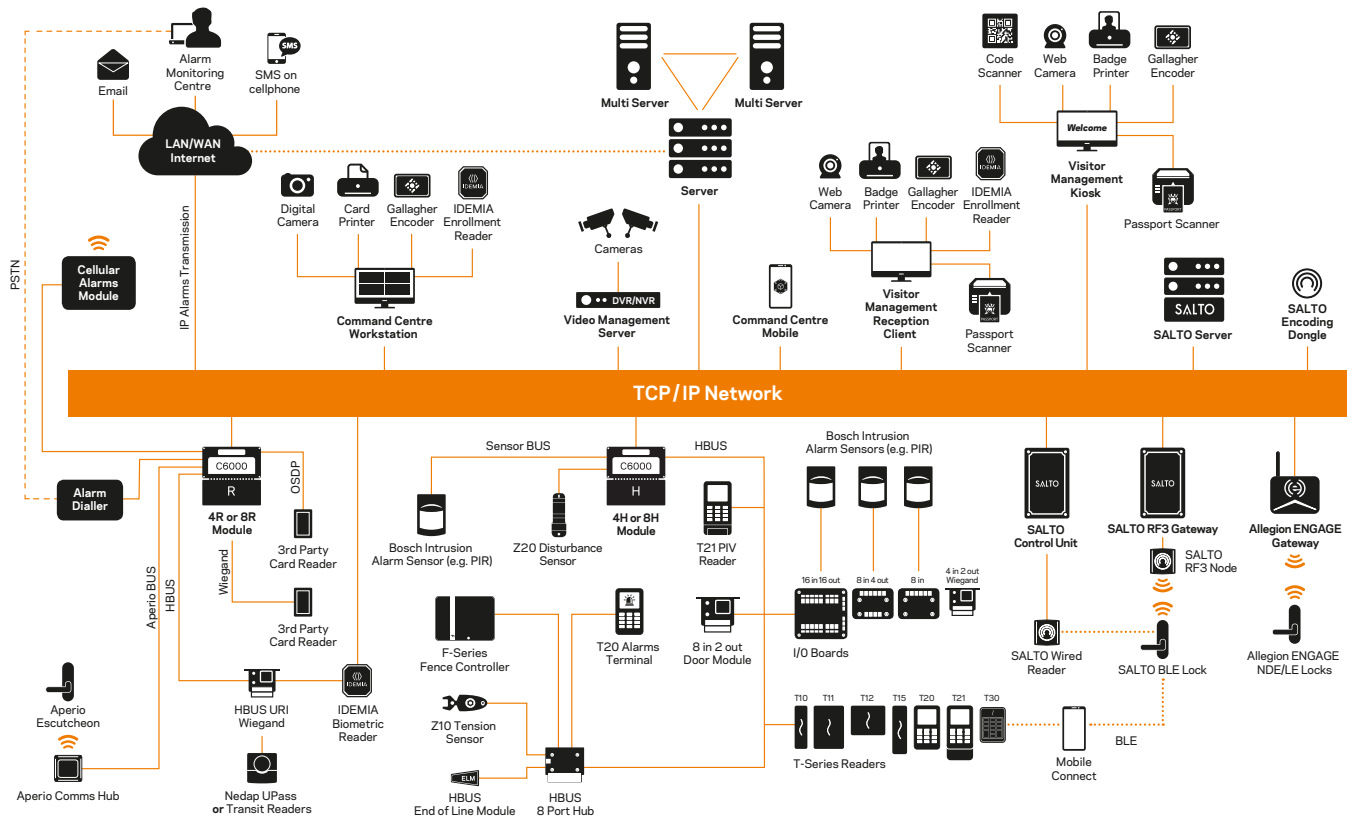 Email
Alarm
Monitoring
Centre
SMS
SMS on
cellphone
LAN/WAN
Internet
PSTN
IP Alarms Transmission
Cellular
Alarms
Module
Digital
Camera
Card
Printer
Gallagher
Encoder
IDEMIA
IDEMIA
Enrollment
Reader
Command Centre
Workstation
Multi Server
Multi Server
Server
Cameras
DVR/NVR
Video Management
Server
Command Centre
Mobile
Web
Camera
Badge
Printer
Gallagher
Encoder
IDEMIA
IDEMIA
Enrollment
Reader
Visitor
Management
Reception
Client
PASSPORT
Passport
Scanner
Code
Scanner
Web
Camera
Badge
Printer
Gallagher
Encoder
Welcome
Visitor
Management
Kiosk
PASSPORT
Passport Scanner
SALTO
SALTO Server
SALTO
Encoding
Dongle
TCP/IP Network
Alarm
Dialler
C6000
R
4R or 8R
Module
OSDP
3rd Party
Card Reader
Wiegand
3rd Party
Card Reader
Aperio BUS
HBUS
Aperio
Escutcheon
Aperio Comms Hub
HBUS URI
Wiegand
Nedap UPass
or Transit Readers
IDEMIA
IDEMIA
Biometric
Reader
Sensor BUS
HBUS
C6000
H
4H or 8H
Module
Bosch Intrusion
Alarm Sensor (e.g. PIR)
Z20 Disturbance
Sensor
T21 PIV
Reader
F-Series
Fence Controller
T20 Alarms
Terminal
8 in 2 out
Door Module
Z10 Tension
Sensor
ELM
HBUS
End of Line Module
HBUS
8 Port Hub
Bosch Intrusion
Alarm Sensors (e.g. PIR)
16 in 16 out
8 in 4 out
8 in
4 in 2 out
Wiegand
I/O Boards
T10
T11
T12
T15
T20
T21
T30
T-Series Readers
SALTO
SALTO
Control Unit
SALTO
SALTO RF3 Gateway
SALTO
RF3 Node
SALTO Wired
Reader
SALTO BLE Lock
BLE
Mobile
Connect
Allegion ENGAGE
Gateway
Allegion ENGAGE
NDE/LE Locks